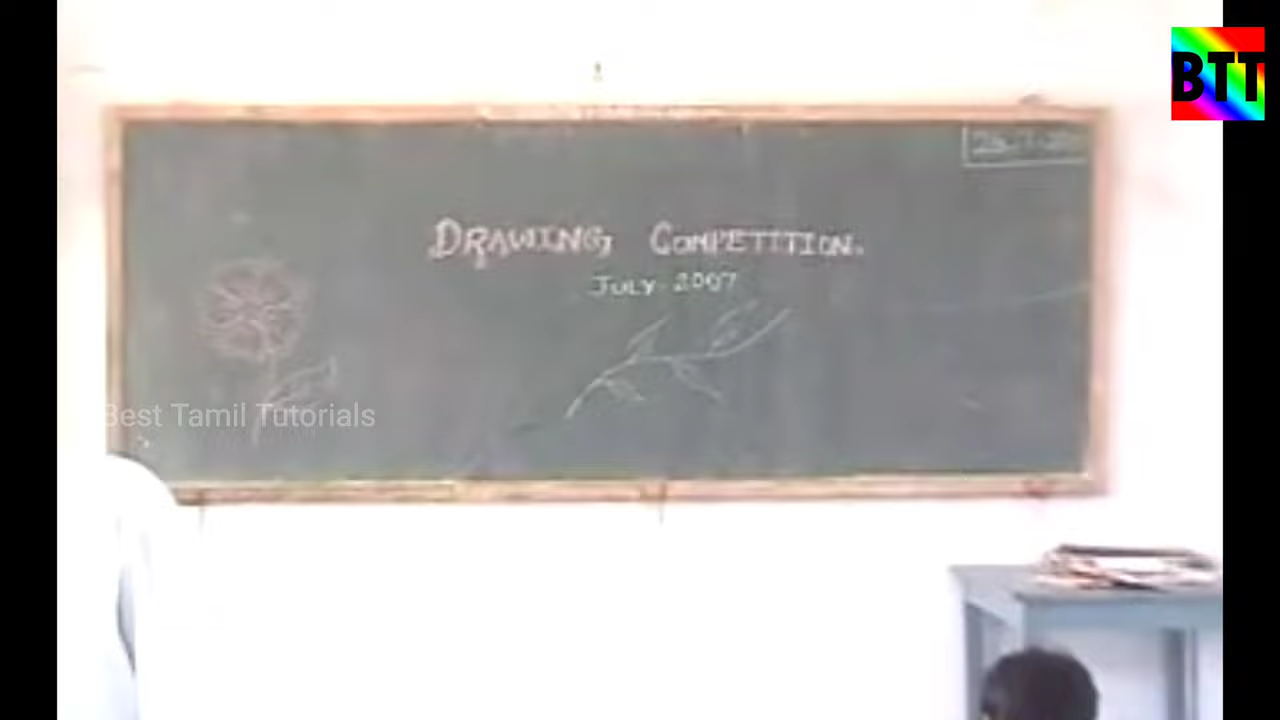 BTT
DRAWING COMPETITION.
JULY - 2007
Best Tamil Tutorials